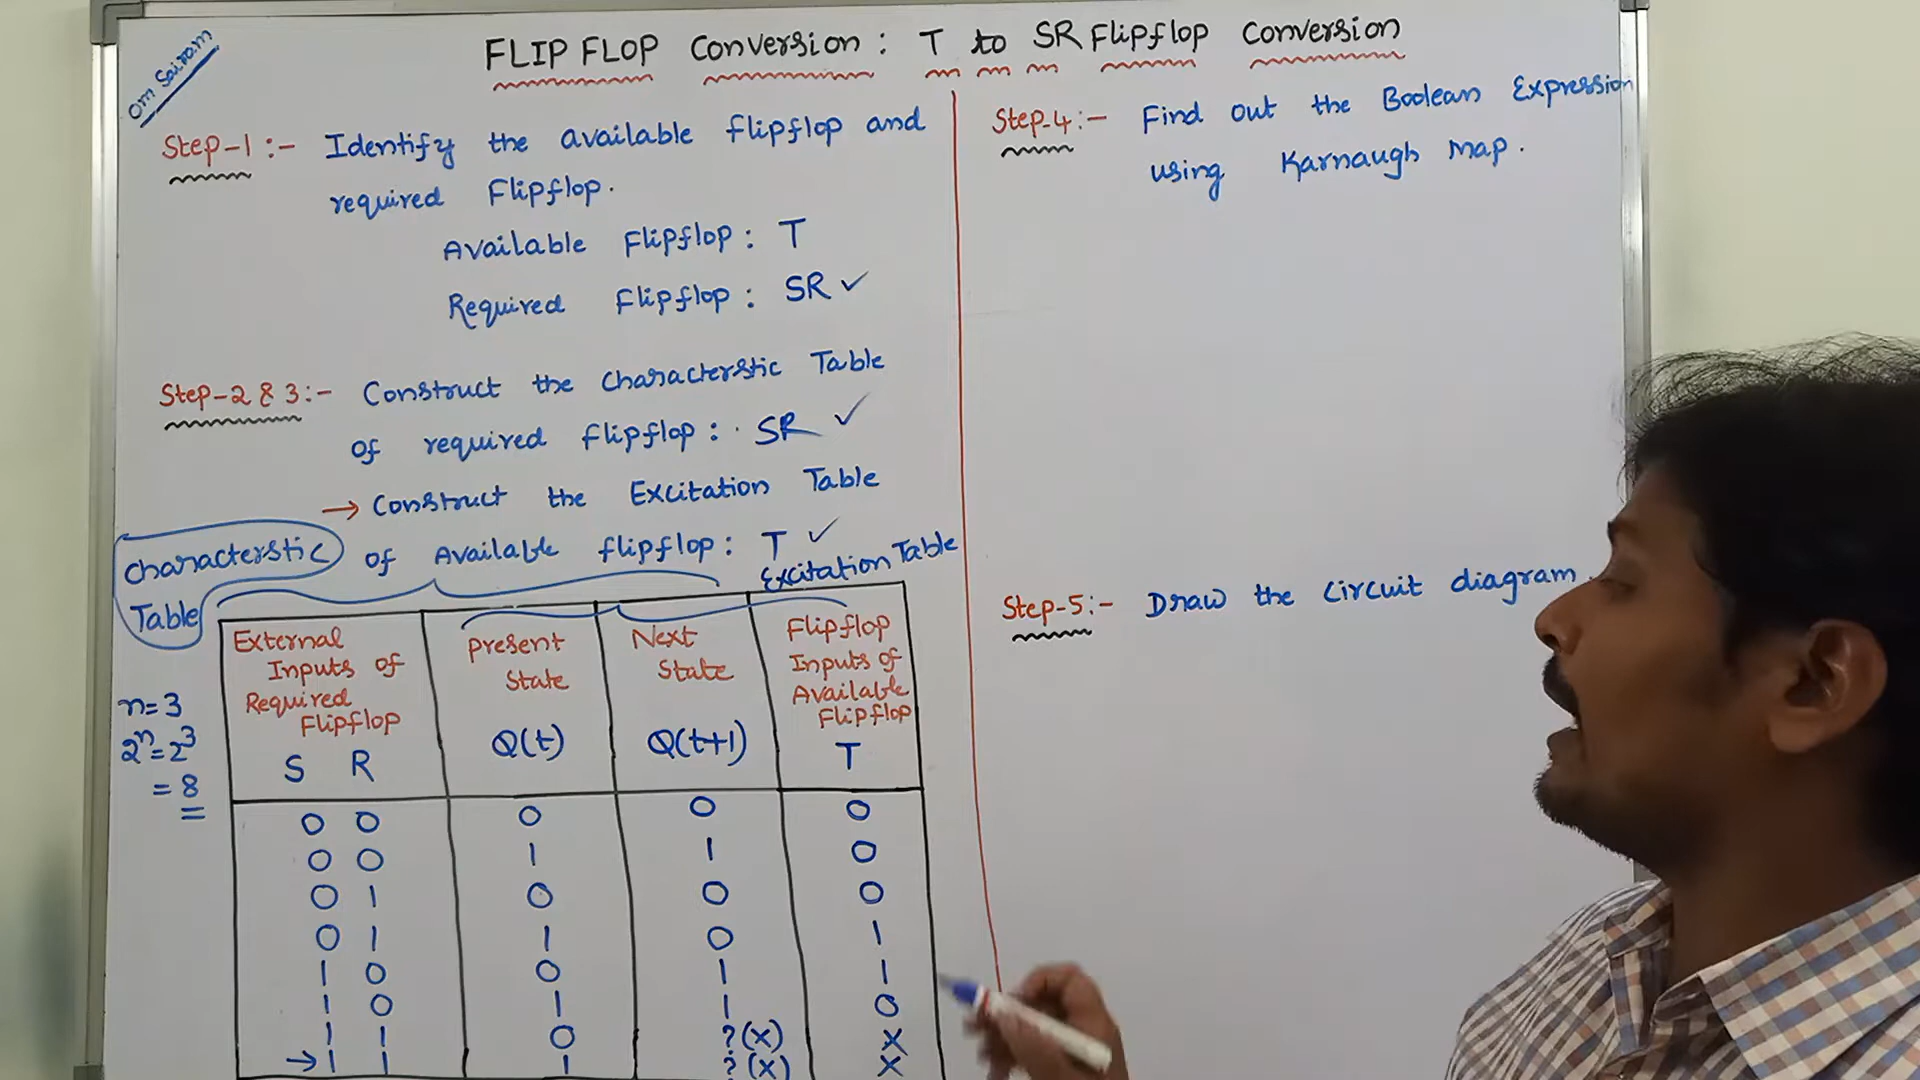 Om Sairam
FLIP FLOP Conversion : T to SR Flipflop Conversion
Step-1 :- Identify the available flipflop and
required Flipflop.
Available Flipflop : T
Required Flipflop : SR ✓
Step-2 & 3 :- Construct the Characterstic Table
of required flipflop : SR ✓
→ Construct the Excitation Table
of Available flipflop : T ✓
Characterstic
Table
Excitation Table
n=3
2^n = 2^3
= 8
External
Inputs of
Required
Flipflop
S R
Present
State
Q(t)
Next
State
Q(t+1)
Flipflop
Inputs of
Available
Flipflop
T
0 0 0 0 0
0 0 1 1 0
0 1 0 0 0
0 1 1 0 1
1 0 0 1 1
1 0 1 1 0
1 1 0 ?(x) x
→ 1 1 1 ?(x) x
Step-4 :- Find out the Boolean Expression
using Karnaugh Map.
Step-5 :- Draw the Circuit diagram.